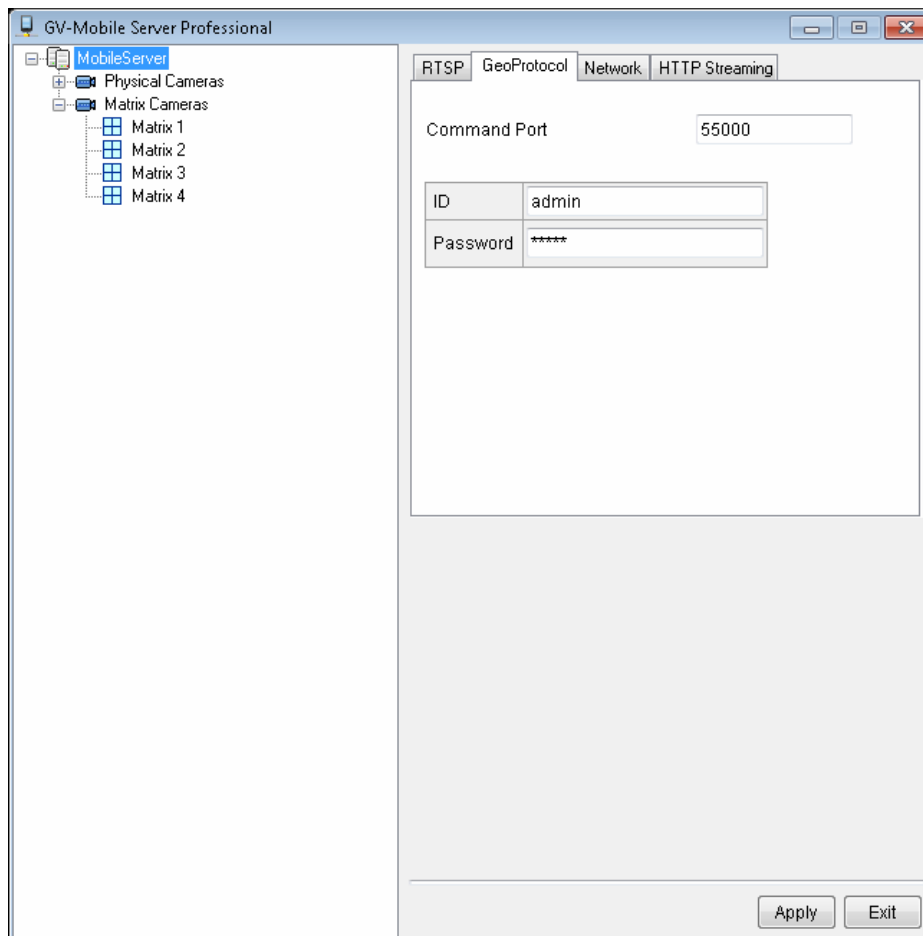 GV-Mobile Server Professional
MobileServer
Physical Cameras
Matrix Cameras
Matrix 1
Matrix 2
Matrix 3
Matrix 4
RTSP GeoProtocol Network HTTP Streaming
Command Port 55000
ID admin
Password *****
Apply Exit